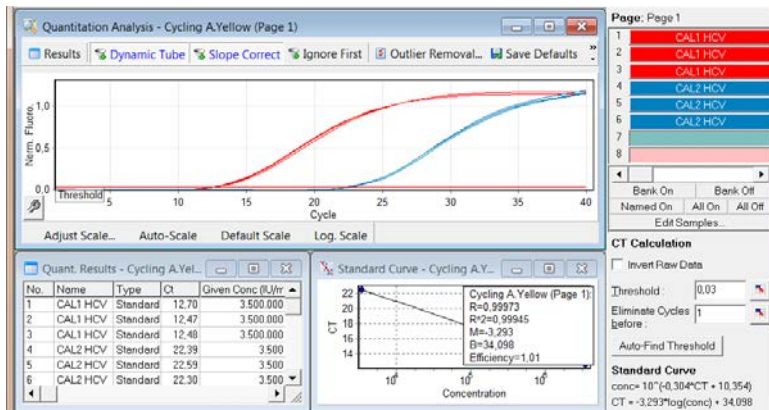 Quantitation Analysis - Cycling A.Yellow (Page 1)
Results Dynamic Tube Slope Correct Ignore First Outlier Removal... Save Defaults »
Norm. Fluoro.
1,0
0,5
0,0
Threshold
5 10 15 20 25 30 35 40
Cycle
Adjust Scale... Auto-Scale Default Scale Log. Scale
Quant. Results - Cycling A.Yel...
No. Name Type Ct Given Conc (IU/m
1 CAL1 HCV Standard 12,70 3.500.000
2 CAL1 HCV Standard 12,47 3.500.000
3 CAL1 HCV Standard 12,48 3.500.000
4 CAL2 HCV Standard 22,39 3.500
5 CAL2 HCV Standard 22,59 3.500
6 CAL2 HCV Standard 22,30 3.500
Standard Curve - Cycling A.Y...
CT
22
20
18
16
14
Concentration
Cycling A.Yellow (Page 1):
R=0,99973
R^2=0,99945
M=-3,293
B=34,098
Efficiency=1,01
Page: Page 1
1 CAL1 HCV
2 CAL1 HCV
3 CAL1 HCV
4 CAL2 HCV
5 CAL2 HCV
6 CAL2 HCV
7
8
Bank On Bank Off
Named On All On All Off
Edit Samples...
CT Calculation
Invert Raw Data
Threshold : 0,03
Eliminate Cycles before : 1
Auto-Find Threshold
Standard Curve
conc= 10^(-0,304*CT + 10,354)
CT = -3,293*log(conc) + 34,098